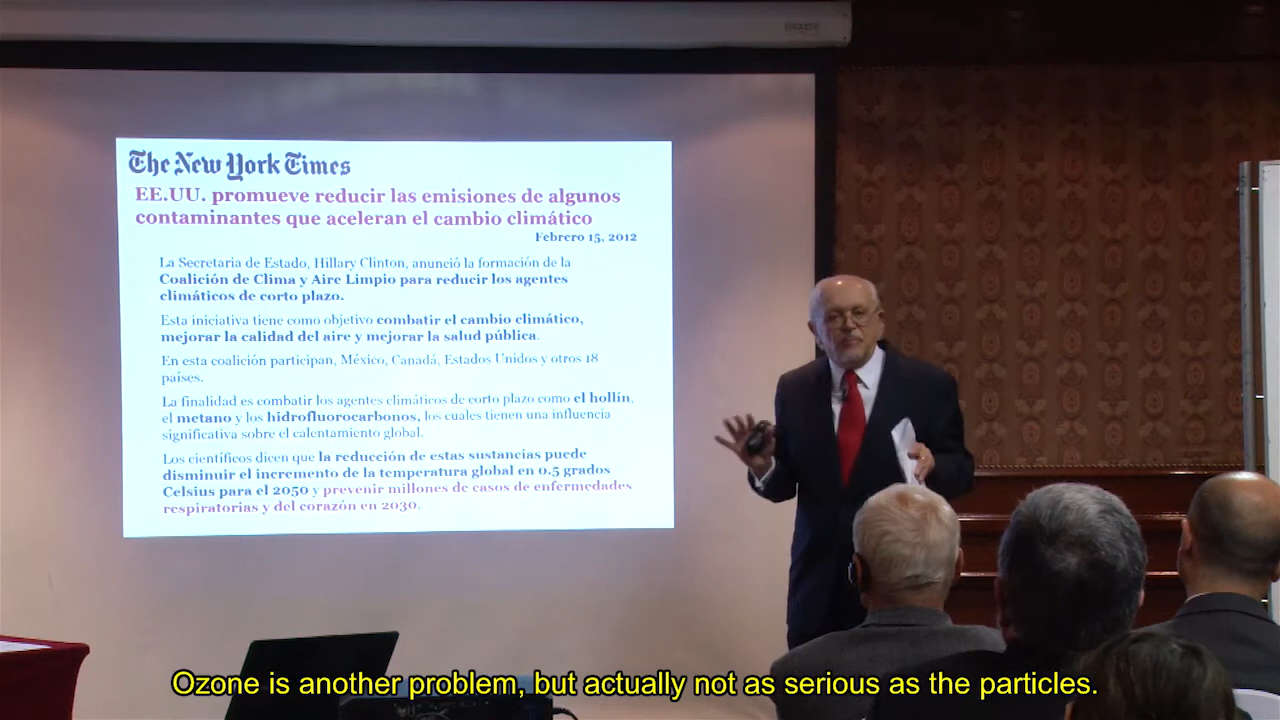 The New York Times
EE.UU. promueve reducir las emisiones de algunos
contaminantes que aceleran el cambio climático
Febrero 15, 2012
La Secretaria de Estado, Hillary Clinton, anunció la formación de la
Coalición de Clima y Aire Limpio para reducir los agentes
climáticos de corto plazo.
Esta iniciativa tiene como objetivo combatir el cambio climático,
mejorar la calidad del aire y mejorar la salud pública.
En esta coalición participan, México, Canadá, Estados Unidos y otros 18
países.
La finalidad es combatir los agentes climáticos de corto plazo como el hollín,
el metano y los hidrofluorocarbonos, los cuales tienen una influencia
significativa sobre el calentamiento global.
Los científicos dicen que la reducción de estas sustancias puede
disminuir el incremento de la temperatura global en 0.5 grados
Celsius para el 2050 y prevenir millones de casos de enfermedades
respiratorias y del corazón en 2030.
Ozone is another problem, but actually not as serious as the particles.